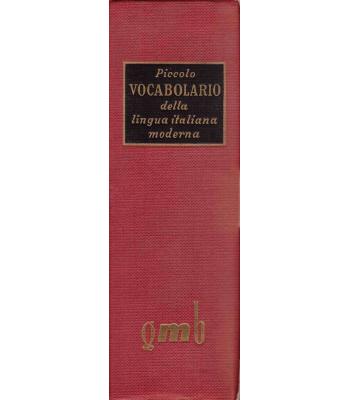 Piccolo
VOCABOLARIO
della
lingua italiana
moderna
gmb